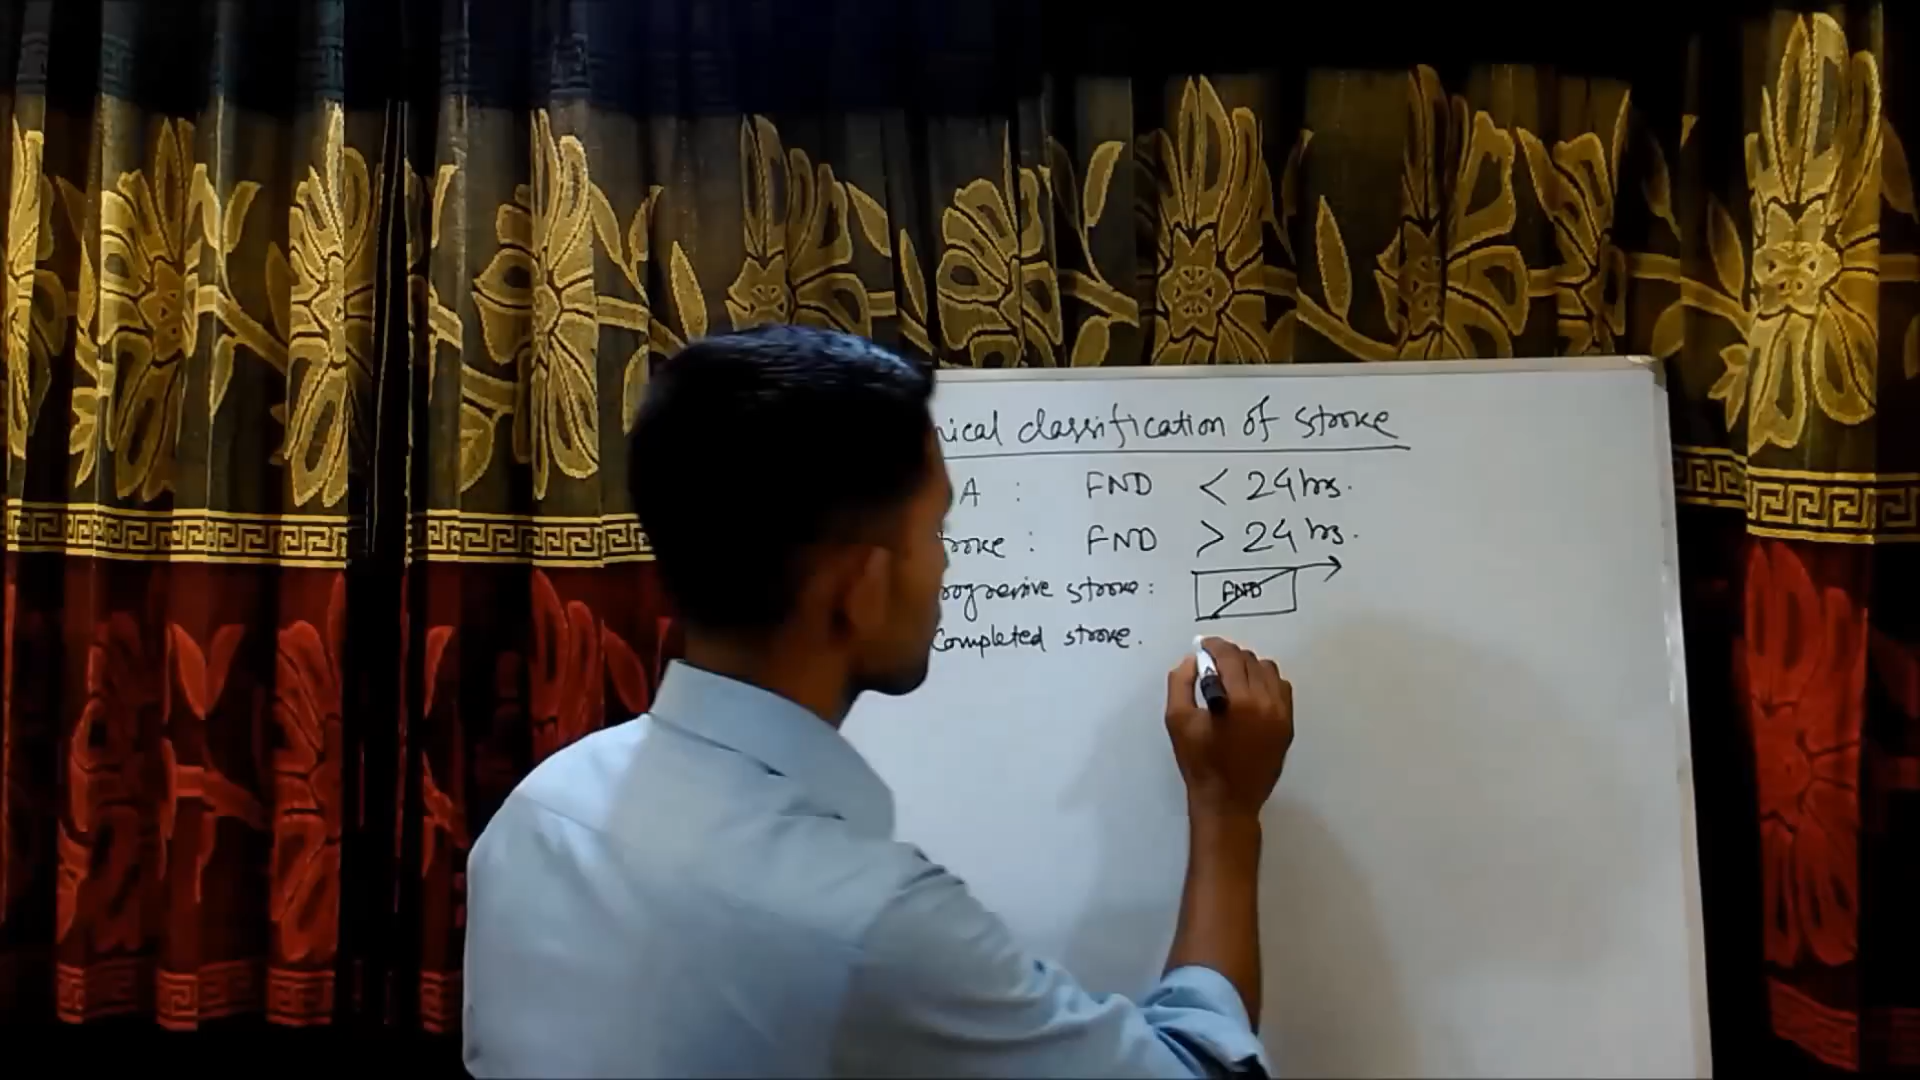 nical classification of stroke
A : FND < 24 hrs.
troke : FND > 24 hrs.
rogressive stroke : FND
Completed stroke.